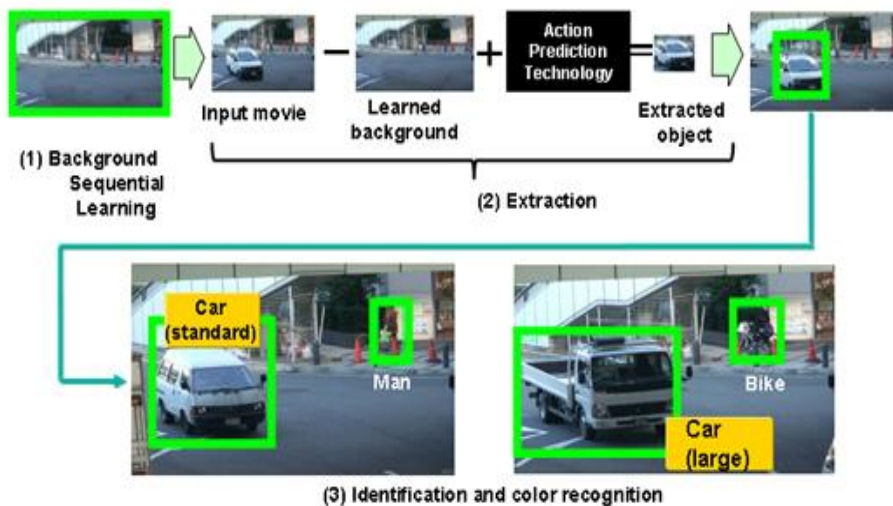 Action
Prediction
Technology
Input movie
Learned
background
Extracted
object
(1) Background
Sequential
Learning
(2) Extraction
Car
(standard)
Man
Bike
Car
(large)
(3) Identification and color recognition